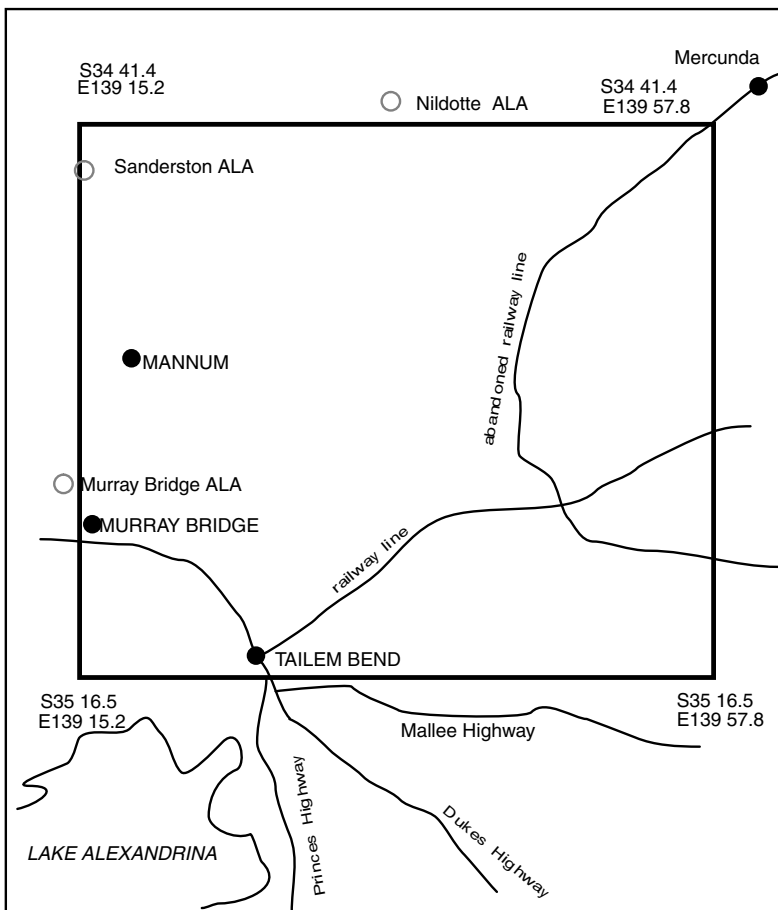 Mercunda
S34 41.4
E139 15.2
S34 41.4
E139 57.8
Nildotte ALA
Sanderston ALA
abandoned railway line
MANNUM
Murray Bridge ALA
MURRAY BRIDGE
railway line
TAILEM BEND
S35 16.5
E139 15.2
S35 16.5
E139 57.8
Mallee Highway
Princes Highway
Dukes Highway
LAKE ALEXANDRINA